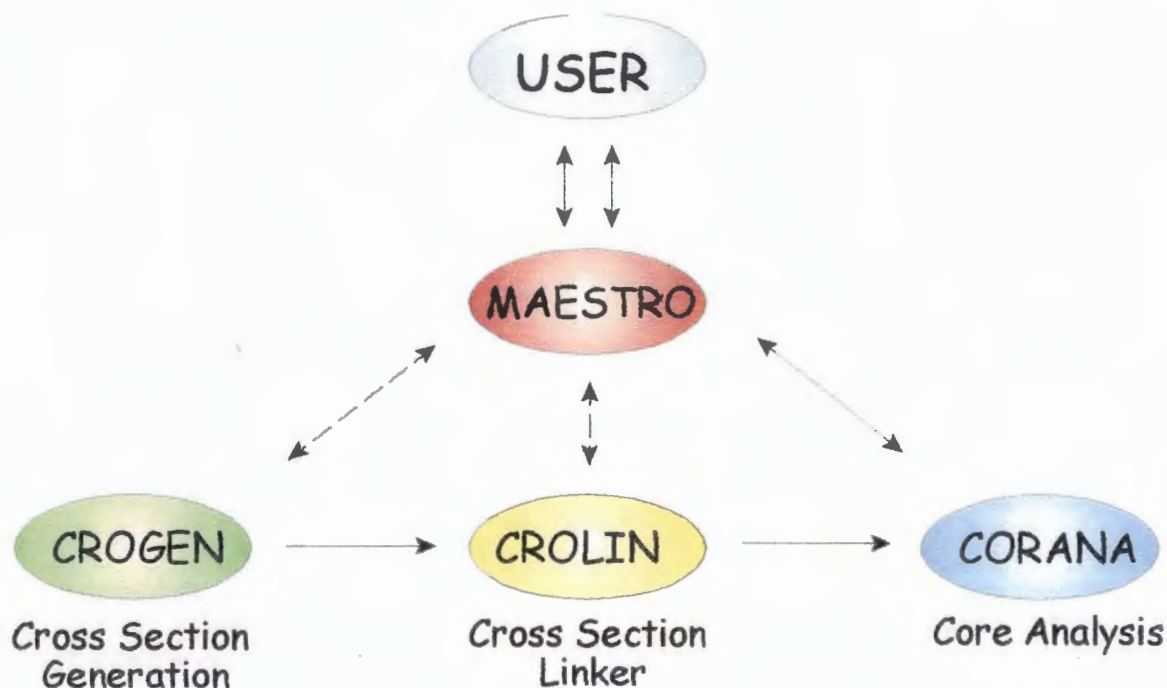 USER
MAESTRO
CROGEN
CROLIN
CORANA
Cross Section
Generation
Cross Section
Linker
Core Analysis